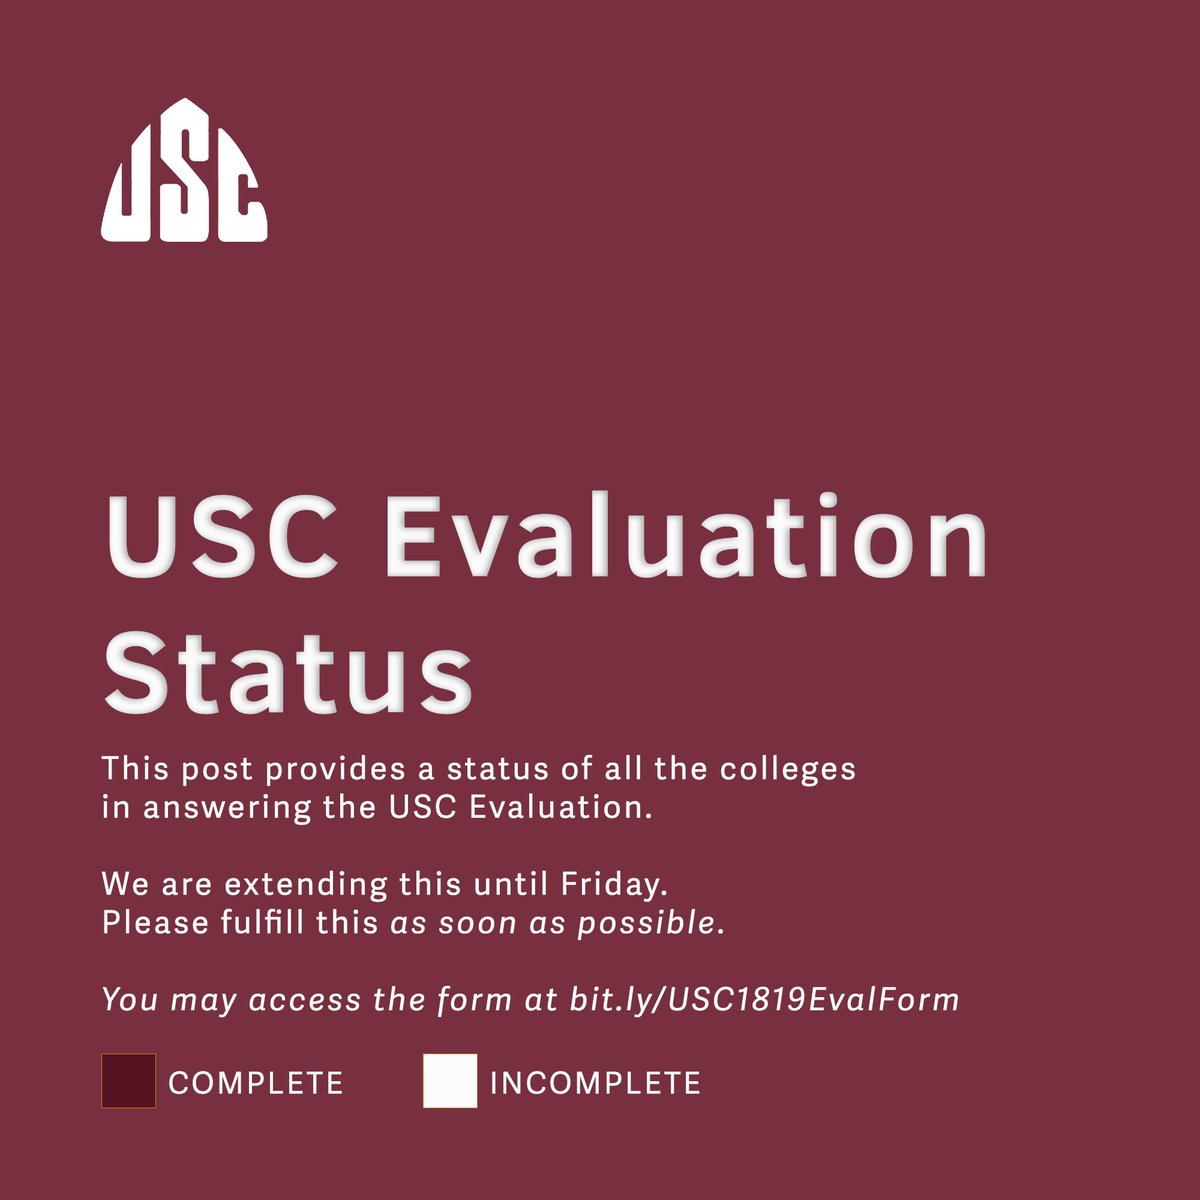 USC
USC Evaluation
Status
This post provides a status of all the colleges
in answering the USC Evaluation.
We are extending this until Friday.
Please fulfill this as soon as possible.
You may access the form at bit.ly/USC1819EvalForm
COMPLETE
INCOMPLETE